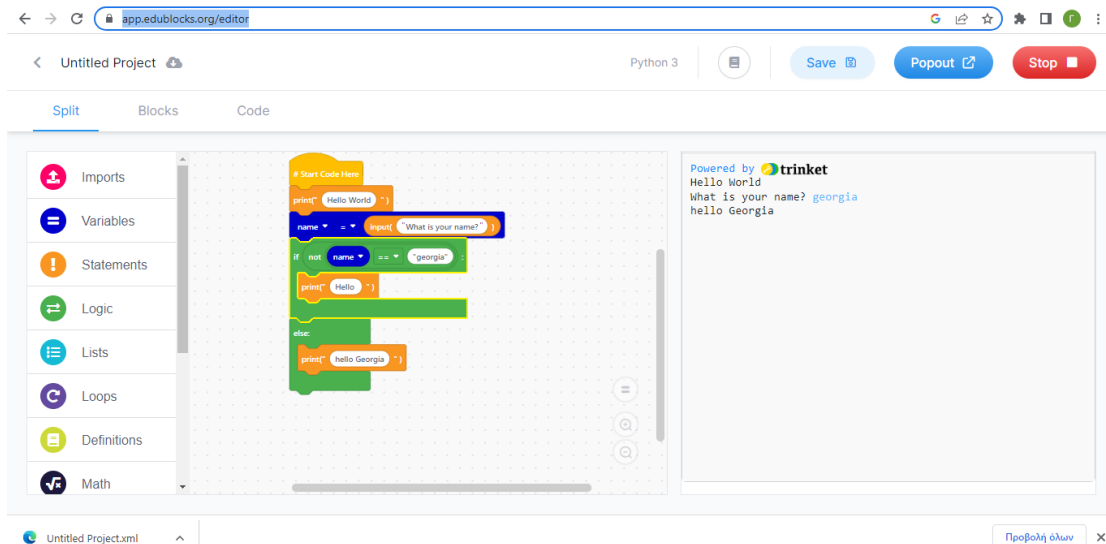 app.edublocks.org/editor
Untitled Project
Python 3
Save
Popout
Stop
Split
Blocks
Code
Imports
Variables
Statements
Logic
Lists
Loops
Definitions
Math
# Start Code Here
print(" Hello World ")
name = input( "What is your name?" )
if not name == "georgia" :
print(" Hello ")
else:
print(" hello Georgia ")
Powered by trinket
Hello World
What is your name? georgia
hello Georgia
Untitled Project.xml
Προβολή όλων